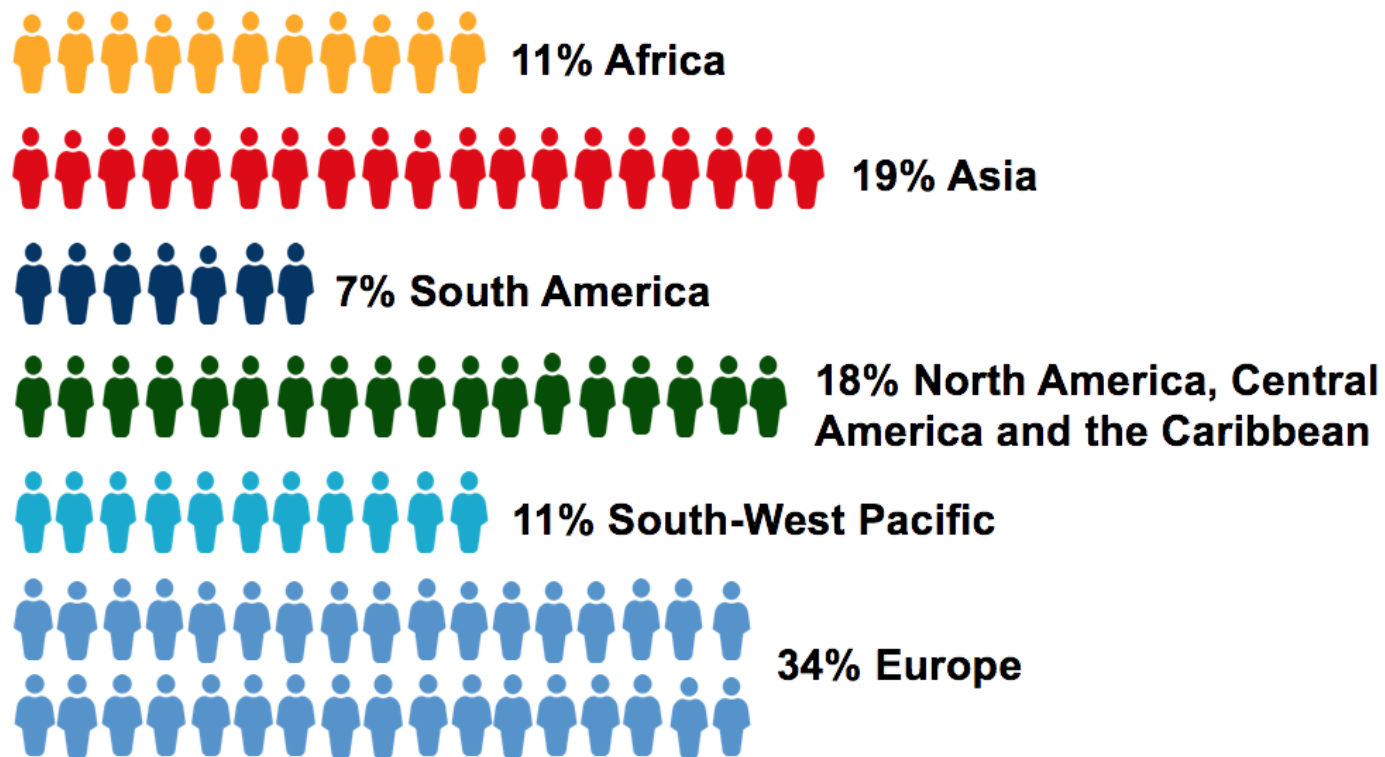 11% Africa
19% Asia
7% South America
18% North America, Central
America and the Caribbean
11% South-West Pacific
34% Europe